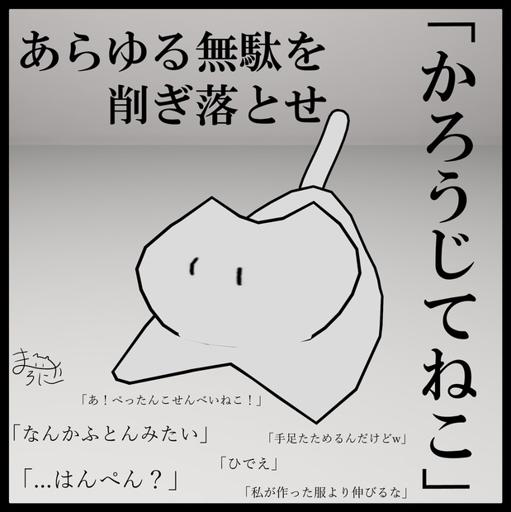 「かろうじてねこ」
あらゆる無駄を
削ぎ落とせ
「あ！ぺったんこせんべいねこ！」
「なんかふとんみたい」
「手足たためるんだけどw」
「ひでえ」
「...はんぺん？」
「私が作った服より伸びるな」